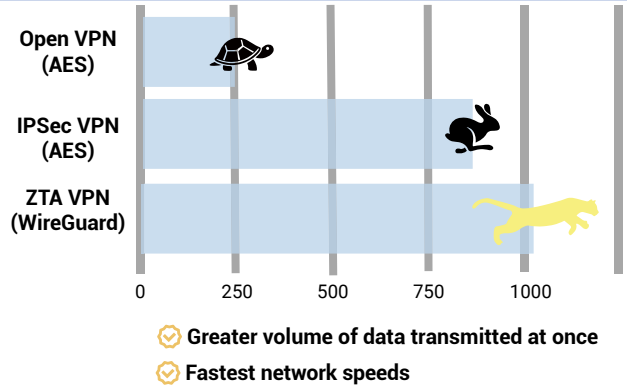 Open VPN
(AES)
IPSec VPN
(AES)
ZTA VPN
(WireGuard)
0 250 500 750 1000
Greater volume of data transmitted at once
Fastest network speeds